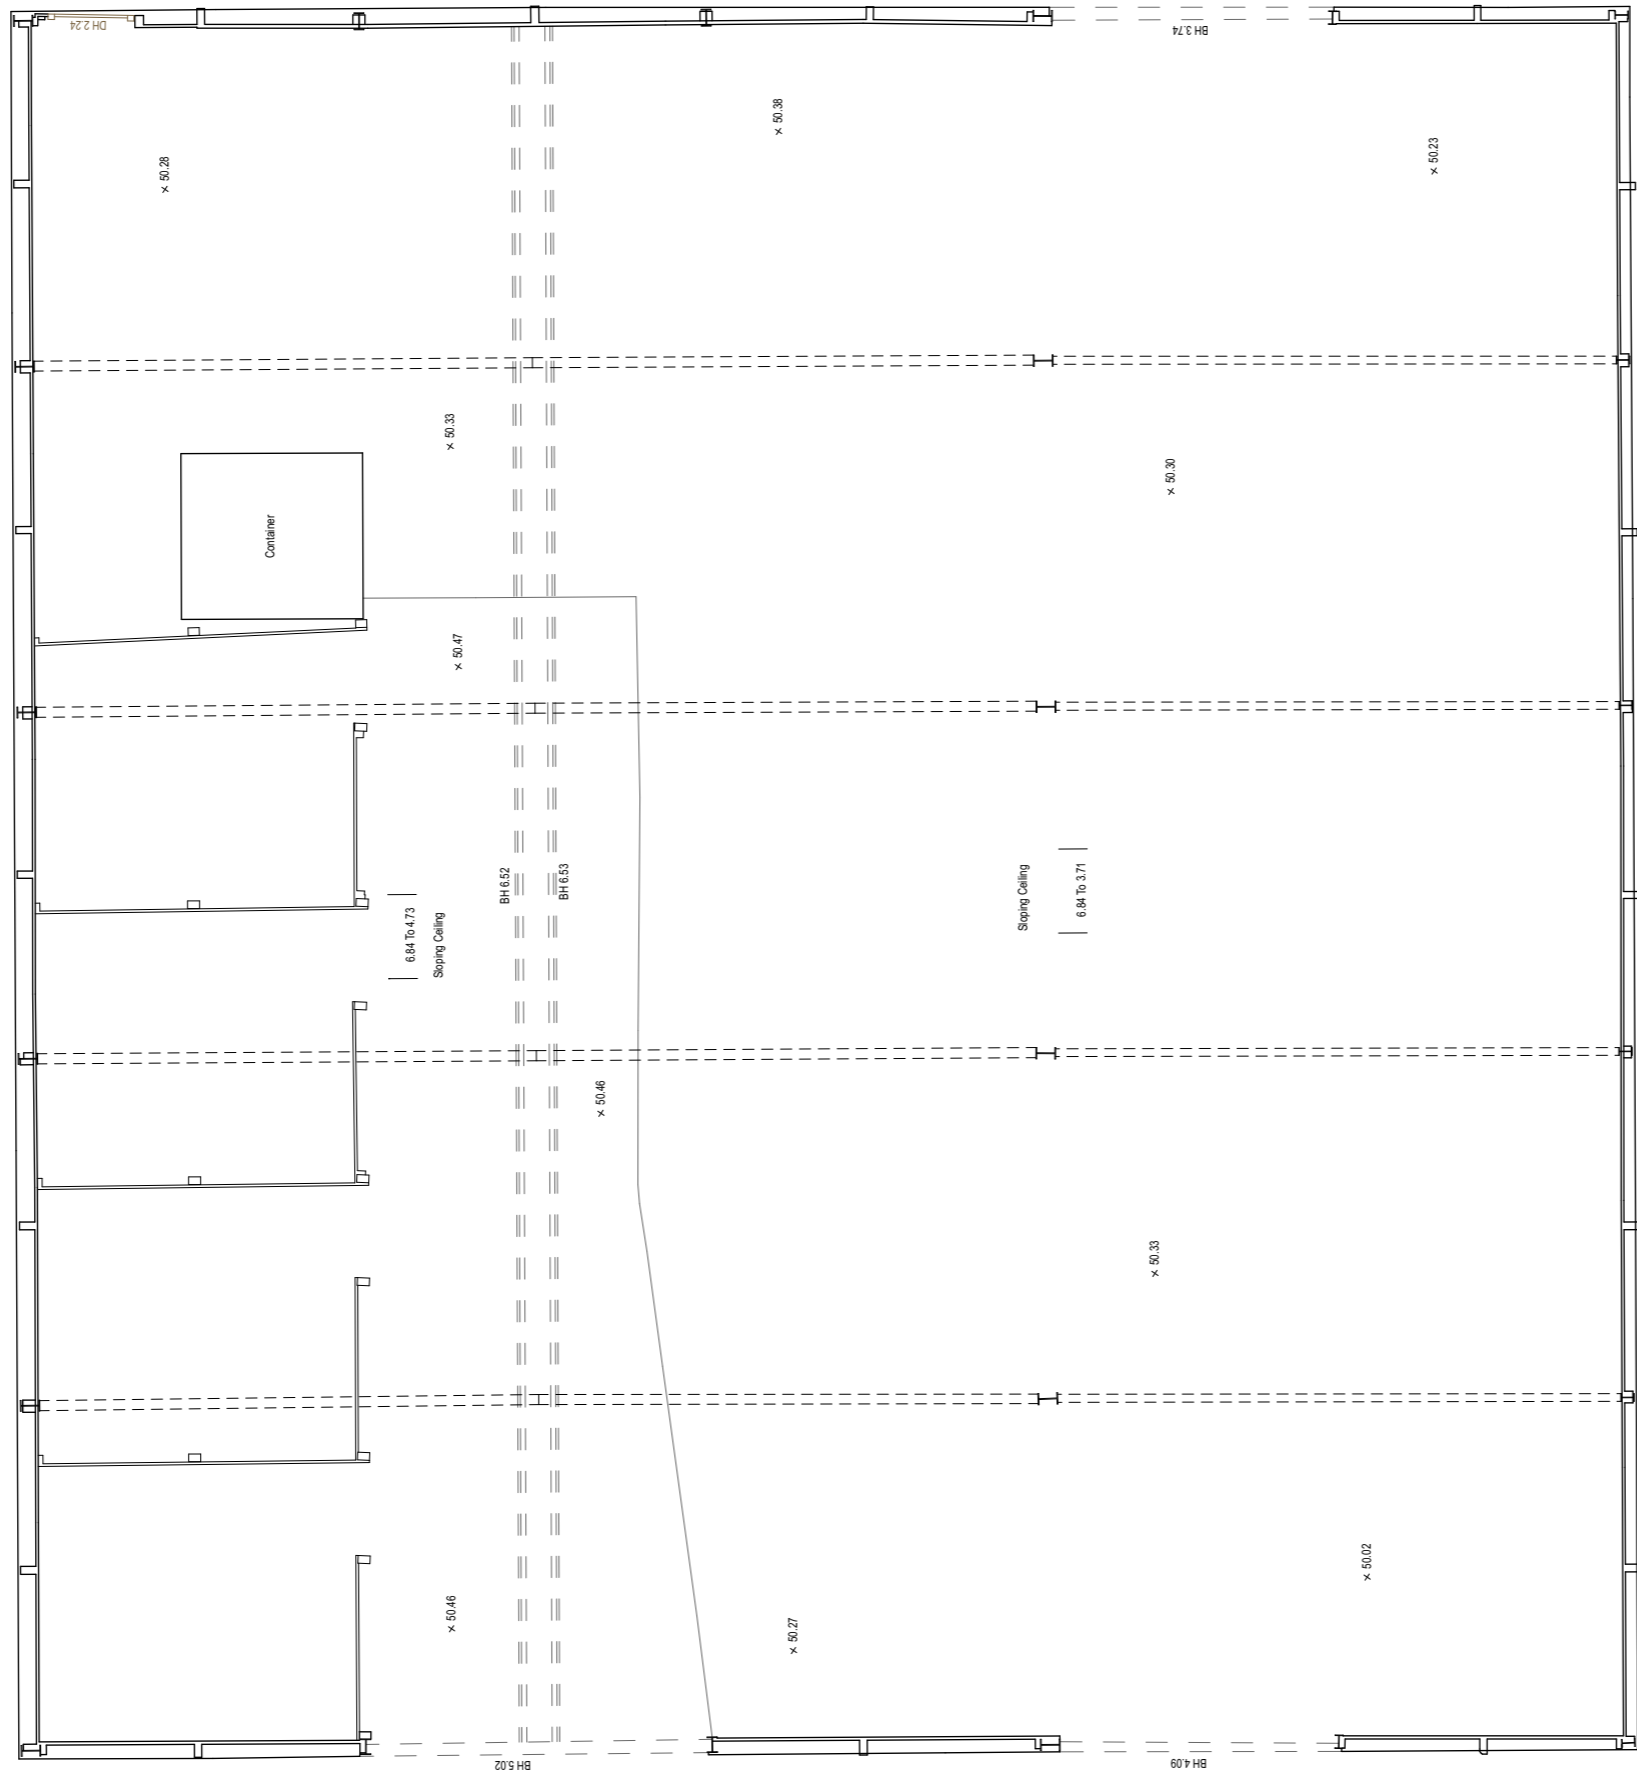 DH 2.24
BH 3.74
× 50.38
× 50.23
× 50.28
× 50.33
× 50.30
Container
× 50.47
BH 6.52
BH 6.53
6.84 To 4.73
Sloping Ceiling
Sloping Ceiling
6.84 To 3.71
× 50.46
× 50.33
× 50.02
× 50.46
× 50.27
BH 5.02
BH 4.09